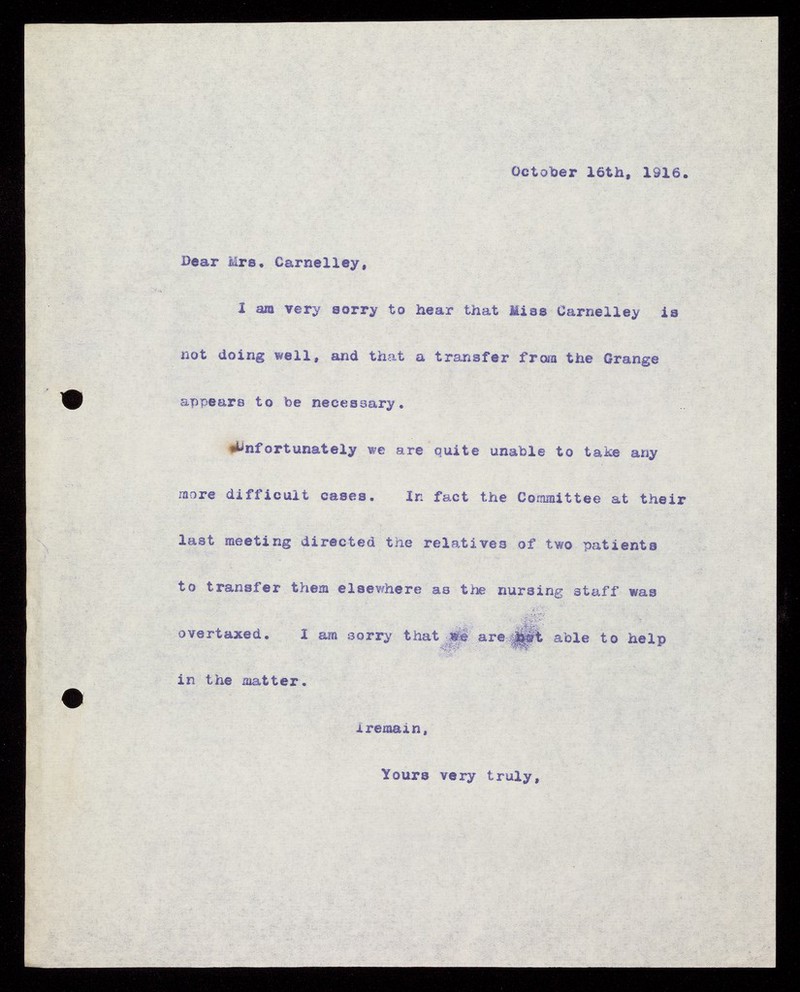 October 16th, 1916.
Dear Mrs. Carnelley,
I am very sorry to hear that Miss Carnelley is
not doing well, and that a transfer from the Grange
appears to be necessary.
Unfortunately we are quite unable to take any
more difficult cases. In fact the Committee at their
last meeting directed the relatives of two patients
to transfer them elsewhere as the nursing staff was
overtaxed. I am sorry that we are not able to help
in the matter.
Iremain,
Yours very truly,